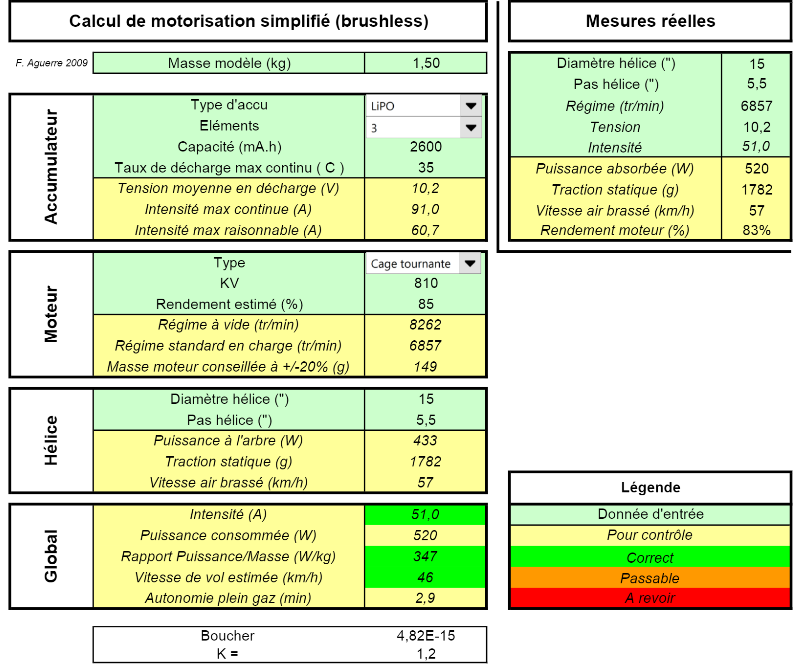 Calcul de motorisation simplifié (brushless)
F. Aguerre 2009
Masse modèle (kg) 1,50
Accumulateur
Type d'accu LiPO
Eléments 3
Capacité (mA.h) 2600
Taux de décharge max continu ( C ) 35
Tension moyenne en décharge (V) 10,2
Intensité max continue (A) 91,0
Intensité max raisonnable (A) 60,7
Moteur
Type Cage tournante
KV 810
Rendement estimé (%) 85
Régime à vide (tr/min) 8262
Régime standard en charge (tr/min) 6857
Masse moteur conseillée à +/-20% (g) 149
Hélice
Diamètre hélice (") 15
Pas hélice (") 5,5
Puissance à l'arbre (W) 433
Traction statique (g) 1782
Vitesse air brassé (km/h) 57
Global
Intensité (A) 51,0
Puissance consommée (W) 520
Rapport Puissance/Masse (W/kg) 347
Vitesse de vol estimée (km/h) 46
Autonomie plein gaz (min) 2,9
Boucher 4,82E-15
K = 1,2
Mesures réelles
Diamètre hélice (") 15
Pas hélice (") 5,5
Régime (tr/min) 6857
Tension 10,2
Intensité 51,0
Puissance absorbée (W) 520
Traction statique (g) 1782
Vitesse air brassé (km/h) 57
Rendement moteur (%) 83%
Légende
Donnée d'entrée
Pour contrôle
Correct
Passable
A revoir